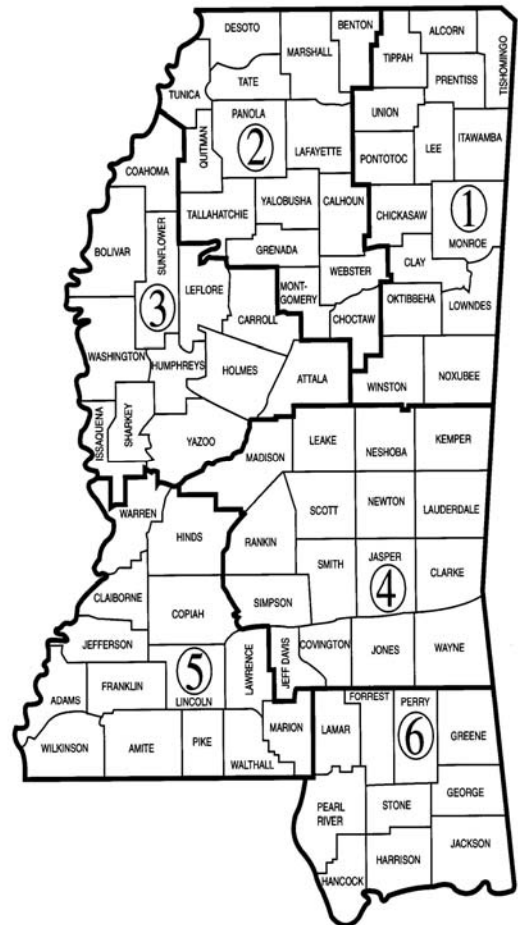 DESOTO
BENTON
ALCORN
MARSHALL
TIPPAH
TISHOMINGO
TATE
PRENTISS
TUNICA
PANOLA
UNION
QUITMAN
2
LAFAYETTE
LEE
ITAWAMBA
COAHOMA
PONTOTOC
TALLAHATCHIE
YALOBUSHA
CALHOUN
CHICKASAW
1
MONROE
BOLIVAR
SUNFLOWER
GRENADA
CLAY
WEBSTER
LEFLORE
MONT-
GOMERY
OKTIBBEHA
LOWNDES
3
CARROLL
CHOCTAW
WASHINGTON
HUMPHREYS
HOLMES
ATTALA
WINSTON
NOXUBEE
ISSAQUENA
SHARKEY
YAZOO
MADISON
LEAKE
NESHOBA
KEMPER
WARREN
SCOTT
NEWTON
LAUDERDALE
HINDS
RANKIN
SMITH
JASPER
4
CLARKE
CLAIBORNE
SIMPSON
COPIAH
JEFFERSON
JEFF DAVIS
COVINGTON
JONES
WAYNE
LAWRENCE
5
ADAMS
FRANKLIN
LINCOLN
FORREST
PERRY
MARION
LAMAR
6
GREENE
WILKINSON
AMITE
PIKE
WALTHALL
GEORGE
PEARL
RIVER
STONE
JACKSON
HARRISON
HANCOCK